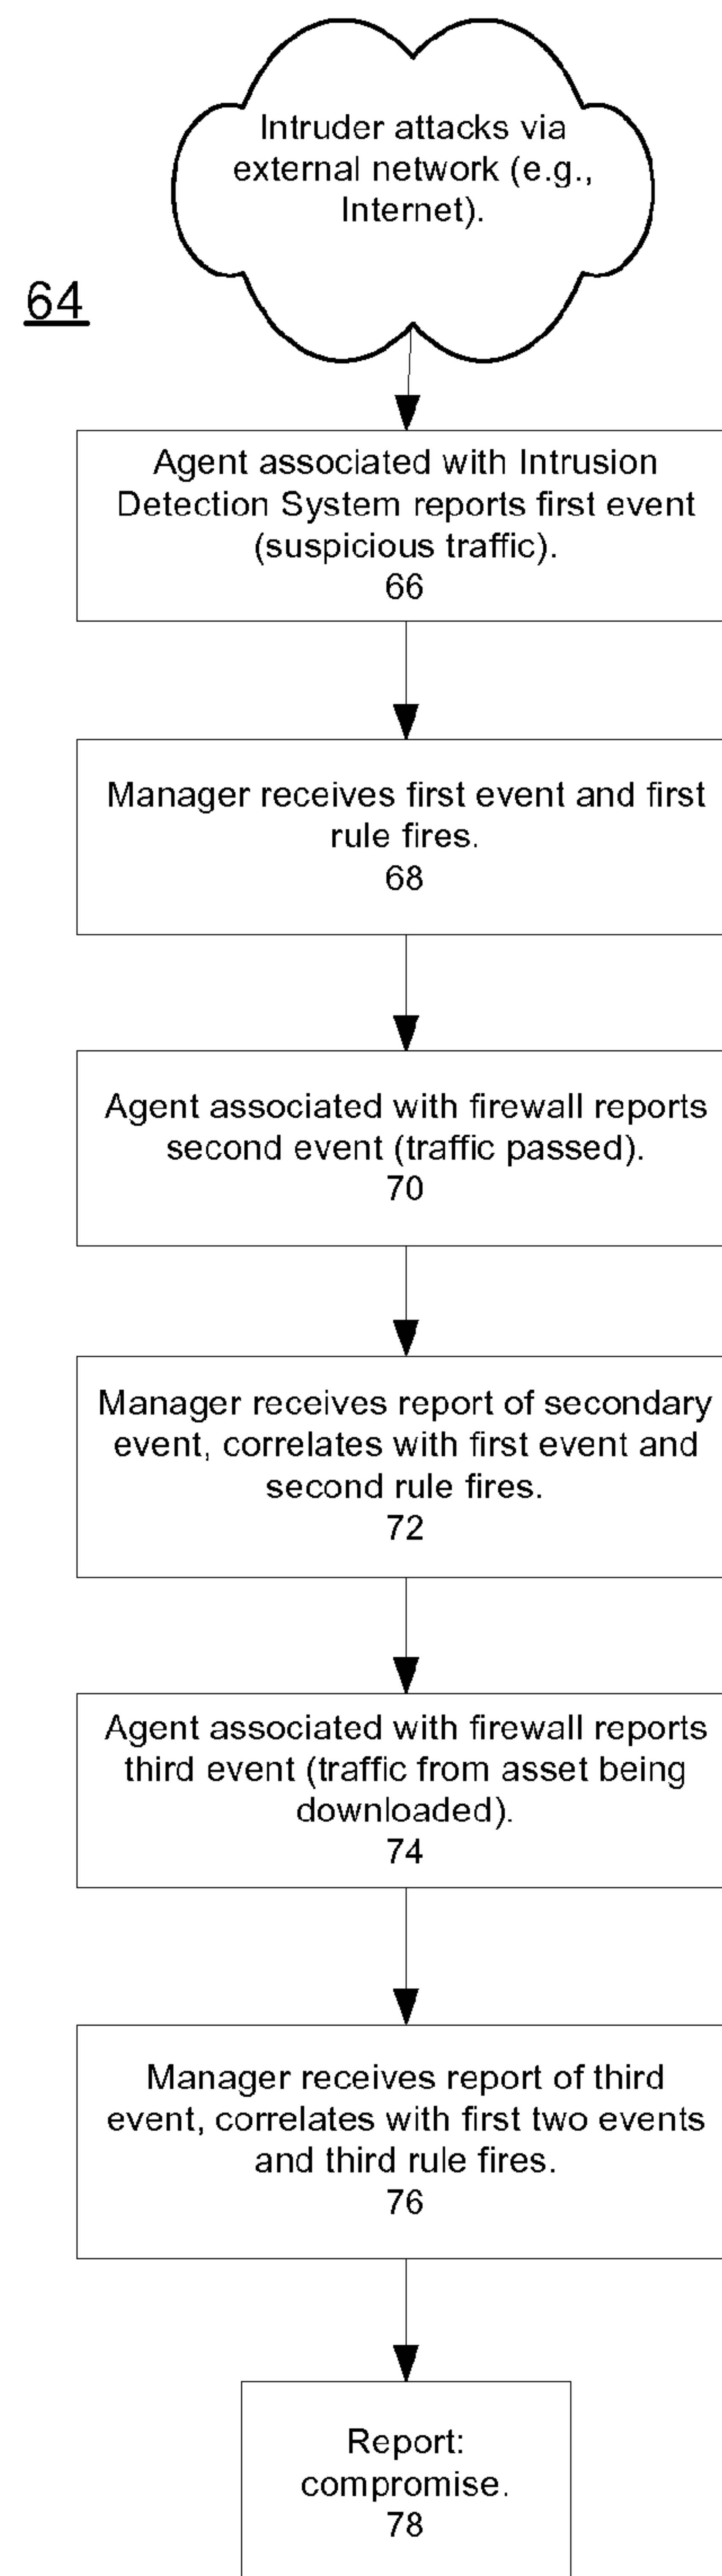 Intruder attacks via
external network (e.g.,
Internet).
64
Agent associated with Intrusion
Detection System reports first event
(suspicious traffic).
66
Manager receives first event and first
rule fires.
68
Agent associated with firewall reports
second event (traffic passed).
70
Manager receives report of secondary
event, correlates with first event and
second rule fires.
72
Agent associated with firewall reports
third event (traffic from asset being
downloaded).
74
Manager receives report of third
event, correlates with first two events
and third rule fires.
76
Report:
compromise.
78